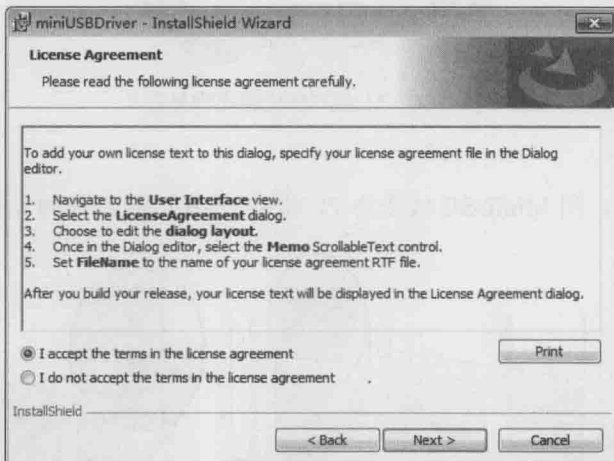 miniUSBDriver - InstallShield Wizard
License Agreement
Please read the following license agreement carefully.
To add your own license text to this dialog, specify your license agreement file in the Dialog
editor.
1. Navigate to the User Interface view.
2. Select the LicenseAgreement dialog.
3. Choose to edit the dialog layout.
4. Once in the Dialog editor, select the Memo ScrollableText control.
5. Set FileName to the name of your license agreement RTF file.
After you build your release, your license text will be displayed in the License Agreement dialog.
I accept the terms in the license agreement
Print
I do not accept the terms in the license agreement
InstallShield
< Back
Next >
Cancel